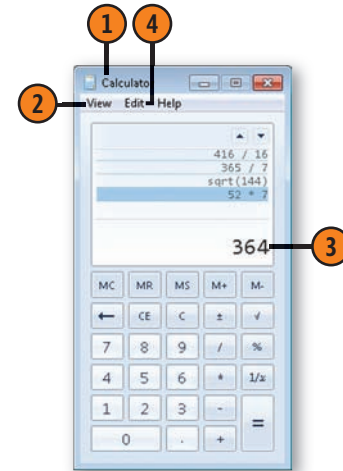 1 4
Calculator
2
View Edit Help
416 / 16
365 / 7
sqrt(144)
52 * 7
364
3
MC MR MS M+ M-
← CE C ± √
7 8 9 / %
4 5 6 * 1/x
1 2 3 - =
0 . +